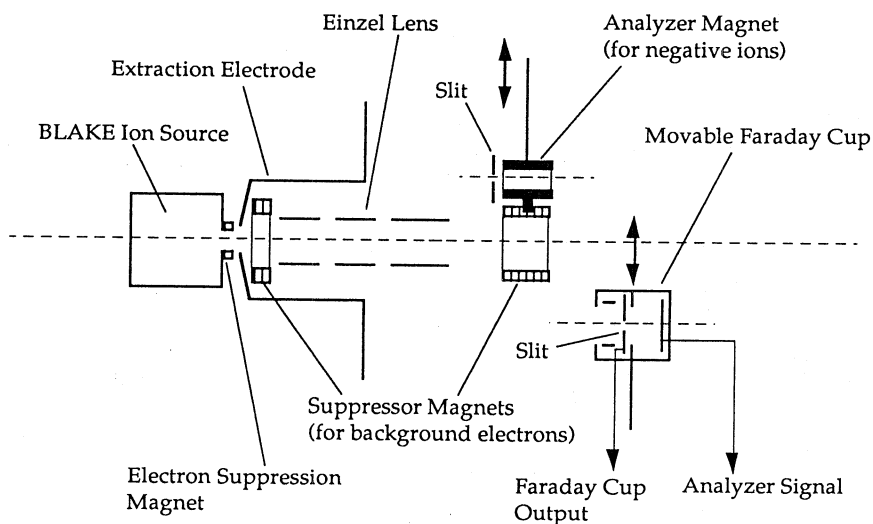 Einzel Lens
Analyzer Magnet
(for negative ions)
Extraction Electrode
Slit
BLAKE Ion Source
Movable Faraday Cup
Slit
Suppressor Magnets
(for background electrons)
Electron Suppression
Magnet
Faraday Cup
Output
Analyzer Signal